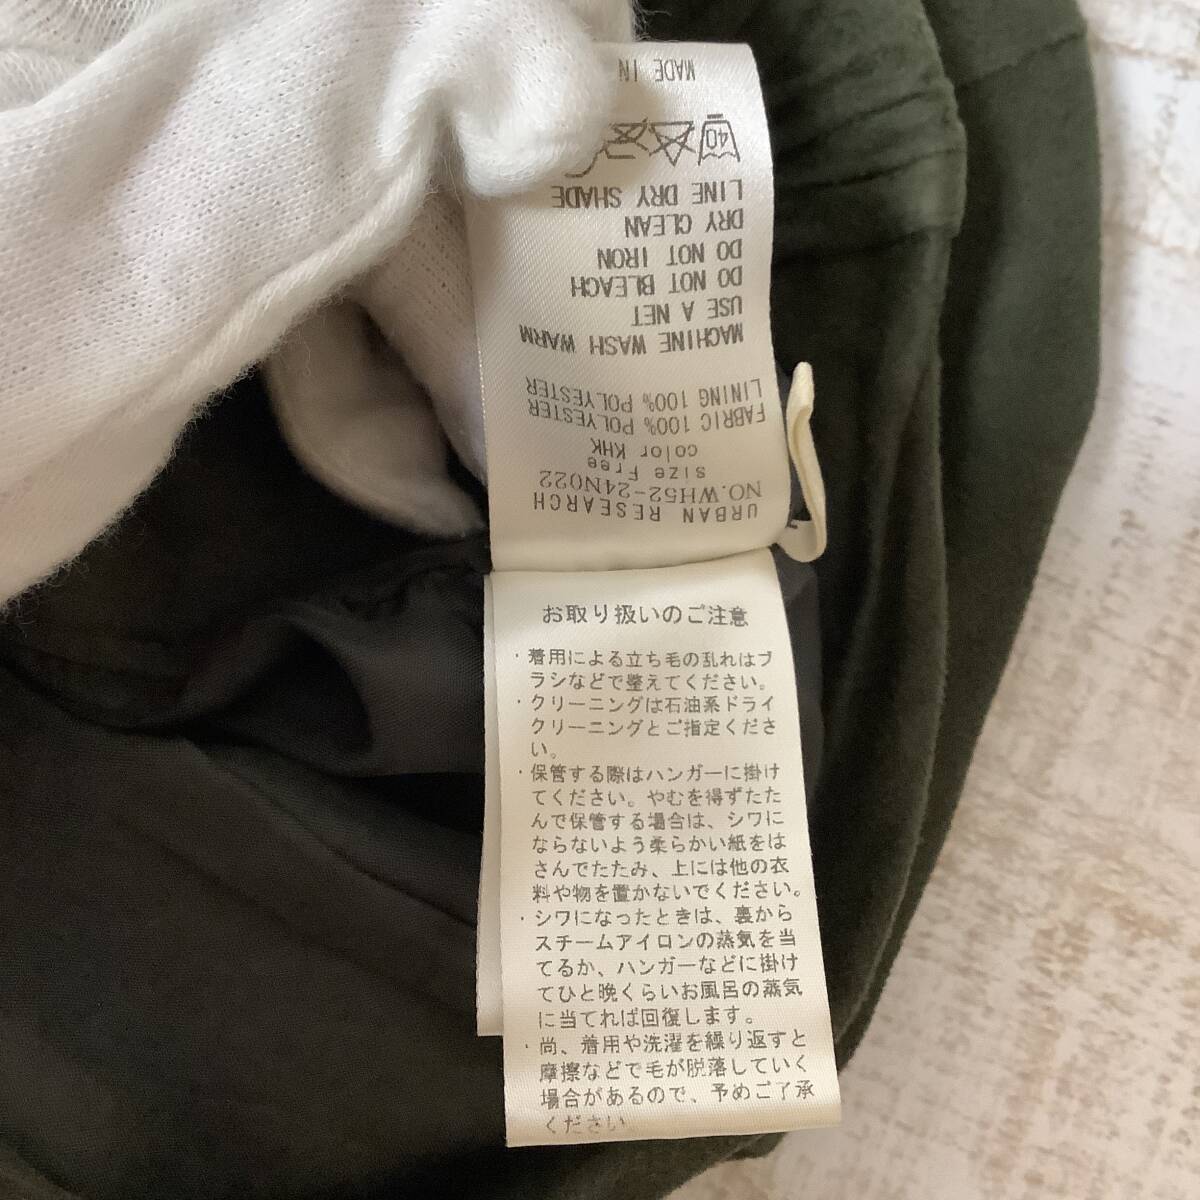 URBAN RESEARCH
NO.WH52-24N022
size Free
color KHK
FABRIC 100% POLYESTER
LINING 100% POLYESTER
MACHINE WASH WARM
USE A NET
DO NOT BLEACH
DO NOT IRON
DRY CLEAN
LINE DRY SHADE
40
MADE IN
お取り扱いのご注意
・着用による立ち毛の乱れはブ
ラシなどで整えてください。
・クリーニングは石油系ドライ
クリーニングとご指定くださ
い。
・保管する際はハンガーに掛け
てください。やむを得ずたた
んで保管する場合は、シワに
ならないよう柔らかい紙をは
さんでたたみ、上には他の衣
料や物を置かないでください。
・シワになったときは、裏から
スチームアイロンの蒸気を当
てるか、ハンガーなどに掛け
てひと晩くらいお風呂の蒸気
に当てれば回復します。
・尚、着用や洗濯を繰り返すと
摩擦などで毛が脱落していく
場合があるので、予めご了承
ください。